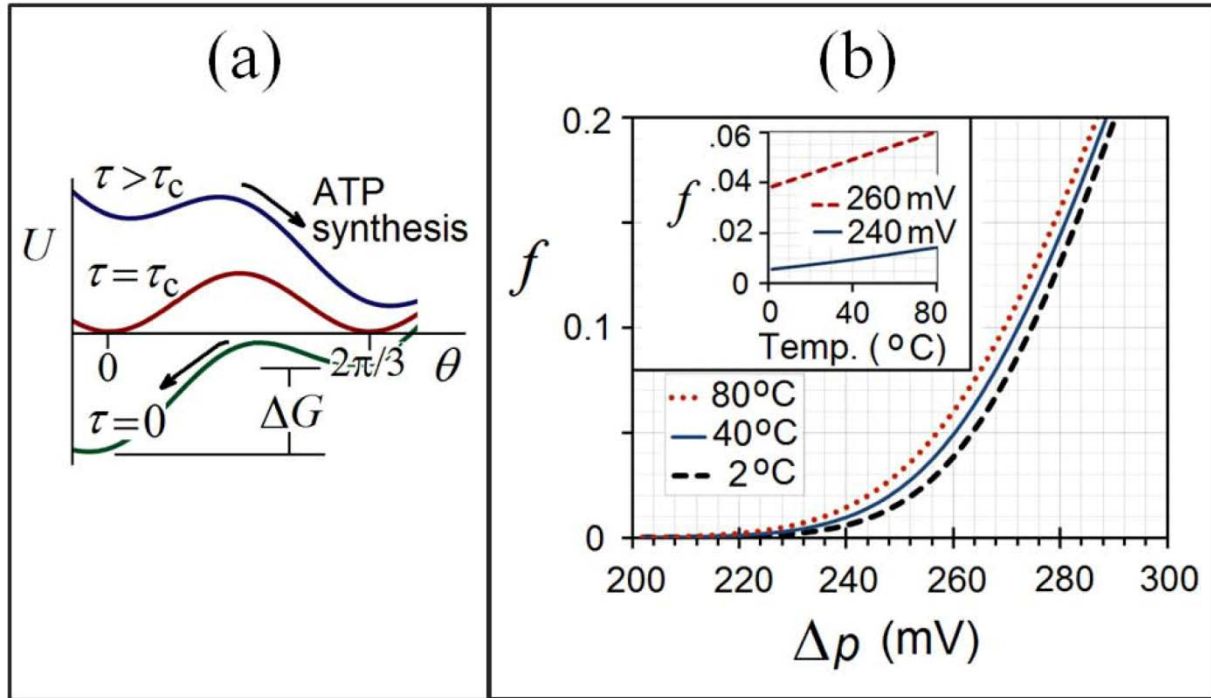 (a)
τ > τc
ATP
synthesis
U
τ = τc
0
2π/3
θ
τ = 0
ΔG
(b)
0.2
0.1
0
f
.06
.04
.02
0
f
260 mV
240 mV
0
40
80
Temp. ( °C)
80°C
40°C
2°C
200
220
240
260
280
300
Δp (mV)